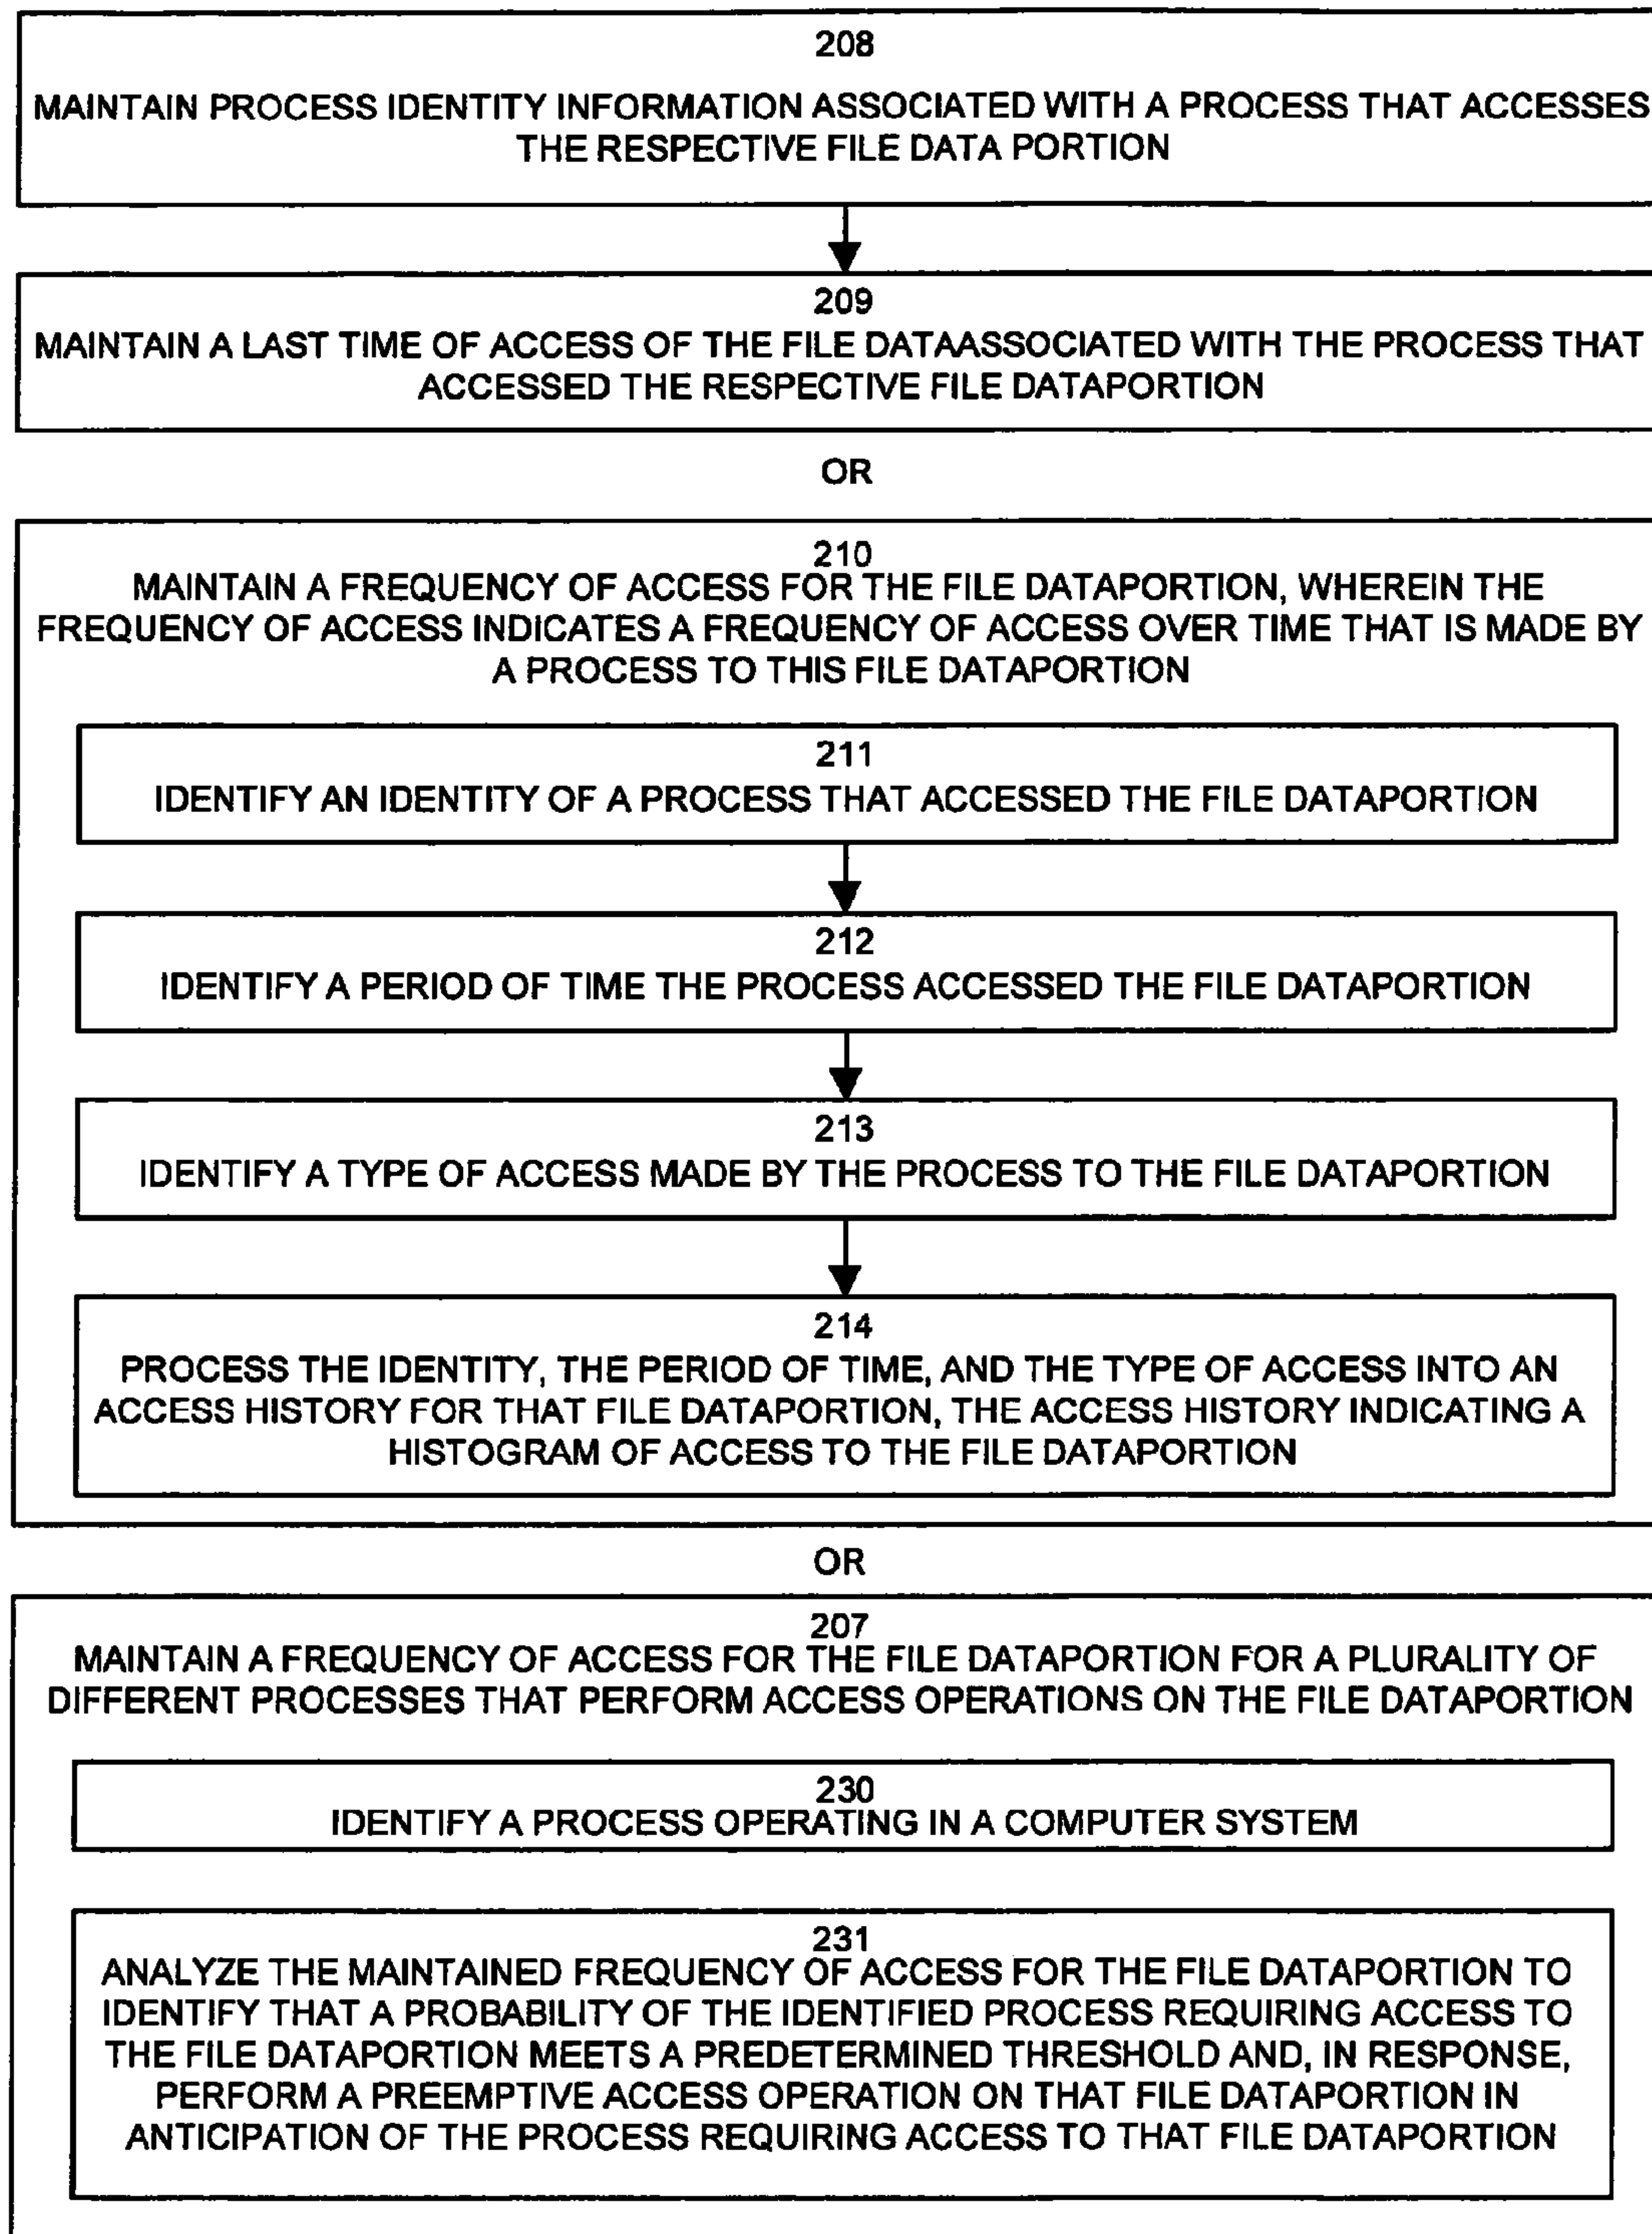 208
MAINTAIN PROCESS IDENTITY INFORMATION ASSOCIATED WITH A PROCESS THAT ACCESSES
THE RESPECTIVE FILE DATA PORTION
209
MAINTAIN A LAST TIME OF ACCESS OF THE FILE DATAASSOCIATED WITH THE PROCESS THAT
ACCESSED THE RESPECTIVE FILE DATAPORTION
OR
210
MAINTAIN A FREQUENCY OF ACCESS FOR THE FILE DATAPORTION, WHEREIN THE
FREQUENCY OF ACCESS INDICATES A FREQUENCY OF ACCESS OVER TIME THAT IS MADE BY
A PROCESS TO THIS FILE DATAPORTION
211
IDENTIFY AN IDENTITY OF A PROCESS THAT ACCESSED THE FILE DATAPORTION
212
IDENTIFY A PERIOD OF TIME THE PROCESS ACCESSED THE FILE DATAPORTION
213
IDENTIFY A TYPE OF ACCESS MADE BY THE PROCESS TO THE FILE DATAPORTION
214
PROCESS THE IDENTITY, THE PERIOD OF TIME, AND THE TYPE OF ACCESS INTO AN
ACCESS HISTORY FOR THAT FILE DATAPORTION, THE ACCESS HISTORY INDICATING A
HISTOGRAM OF ACCESS TO THE FILE DATAPORTION
OR
207
MAINTAIN A FREQUENCY OF ACCESS FOR THE FILE DATAPORTION FOR A PLURALITY OF
DIFFERENT PROCESSES THAT PERFORM ACCESS OPERATIONS ON THE FILE DATAPORTION
230
IDENTIFY A PROCESS OPERATING IN A COMPUTER SYSTEM
231
ANALYZE THE MAINTAINED FREQUENCY OF ACCESS FOR THE FILE DATAPORTION TO
IDENTIFY THAT A PROBABILITY OF THE IDENTIFIED PROCESS REQUIRING ACCESS TO
THE FILE DATAPORTION MEETS A PREDETERMINED THRESHOLD AND, IN RESPONSE,
PERFORM A PREEMPTIVE ACCESS OPERATION ON THAT FILE DATAPORTION IN
ANTICIPATION OF THE PROCESS REQUIRING ACCESS TO THAT FILE DATAPORTION